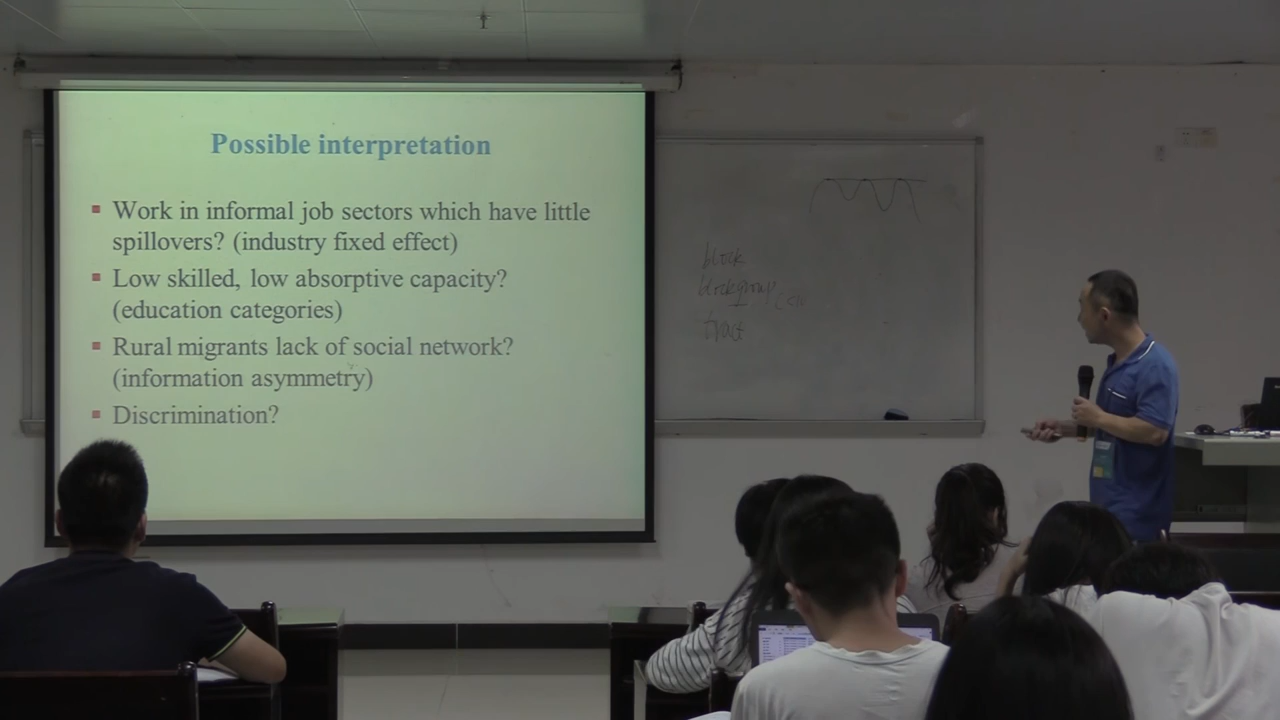 Possible interpretation
Work in informal job sectors which have little
spillovers? (industry fixed effect)
Low skilled, low absorptive capacity?
(education categories)
Rural migrants lack of social network?
(information asymmetry)
Discrimination?
block
blockgroup
tract